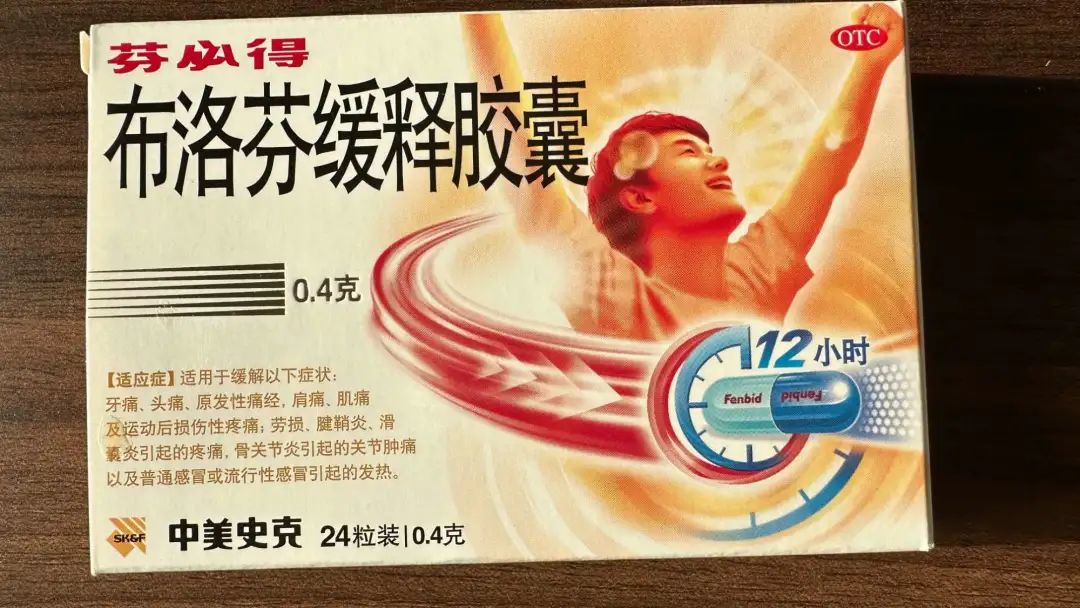 芬必得
OTC
布洛芬缓释胶囊
0.4克
12小时
Fenbid
Fenbid
【适应症】适用于缓解以下症状:
牙痛、头痛、原发性痛经, 肩痛、肌痛
及运动后损伤性疼痛; 劳损、腱鞘炎、滑
囊炎引起的疼痛, 骨关节炎引起的关节肿痛
以及普通感冒或流行性感冒引起的发热。
SK&F
中美史克
24粒装|0.4克